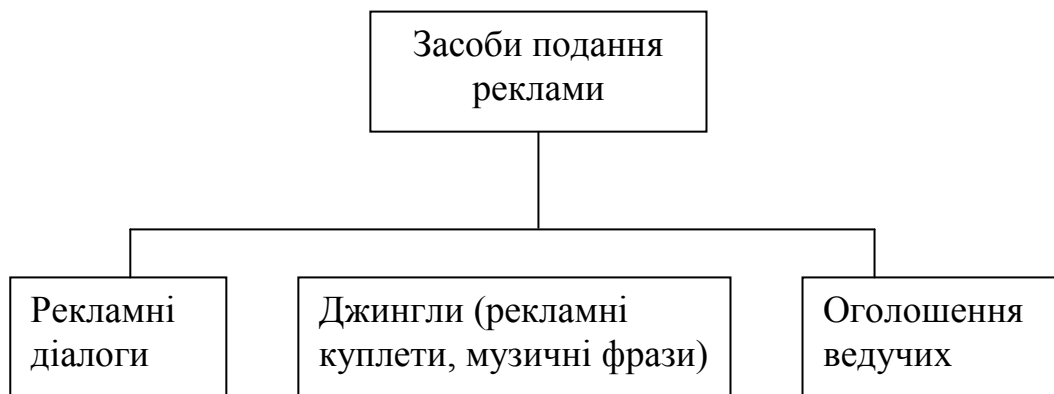 Засоби подання
реклами
Рекламні
діалоги
Джингли (рекламні
куплети, музичні фрази)
Оголошення
ведучих